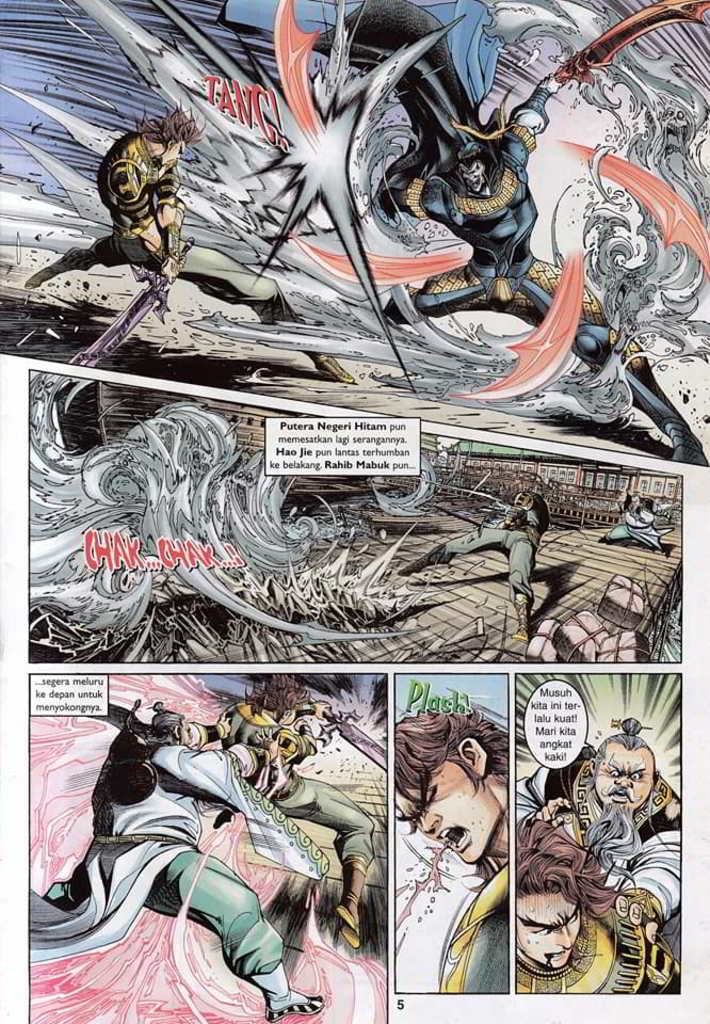 TANG!
Putera Negeri Hitam pun
memesatkan lagi serangannya.
Hao Jie pun lantas terhumban
ke belakang. Rahib Mabuk pun...
CHAK...CHAK...!
...segera meluru
ke depan untuk
menyokongnya.
Plash!
Musuh
kita ini ter-
lalu kuat!
Mari kita
angkat
kaki!
5